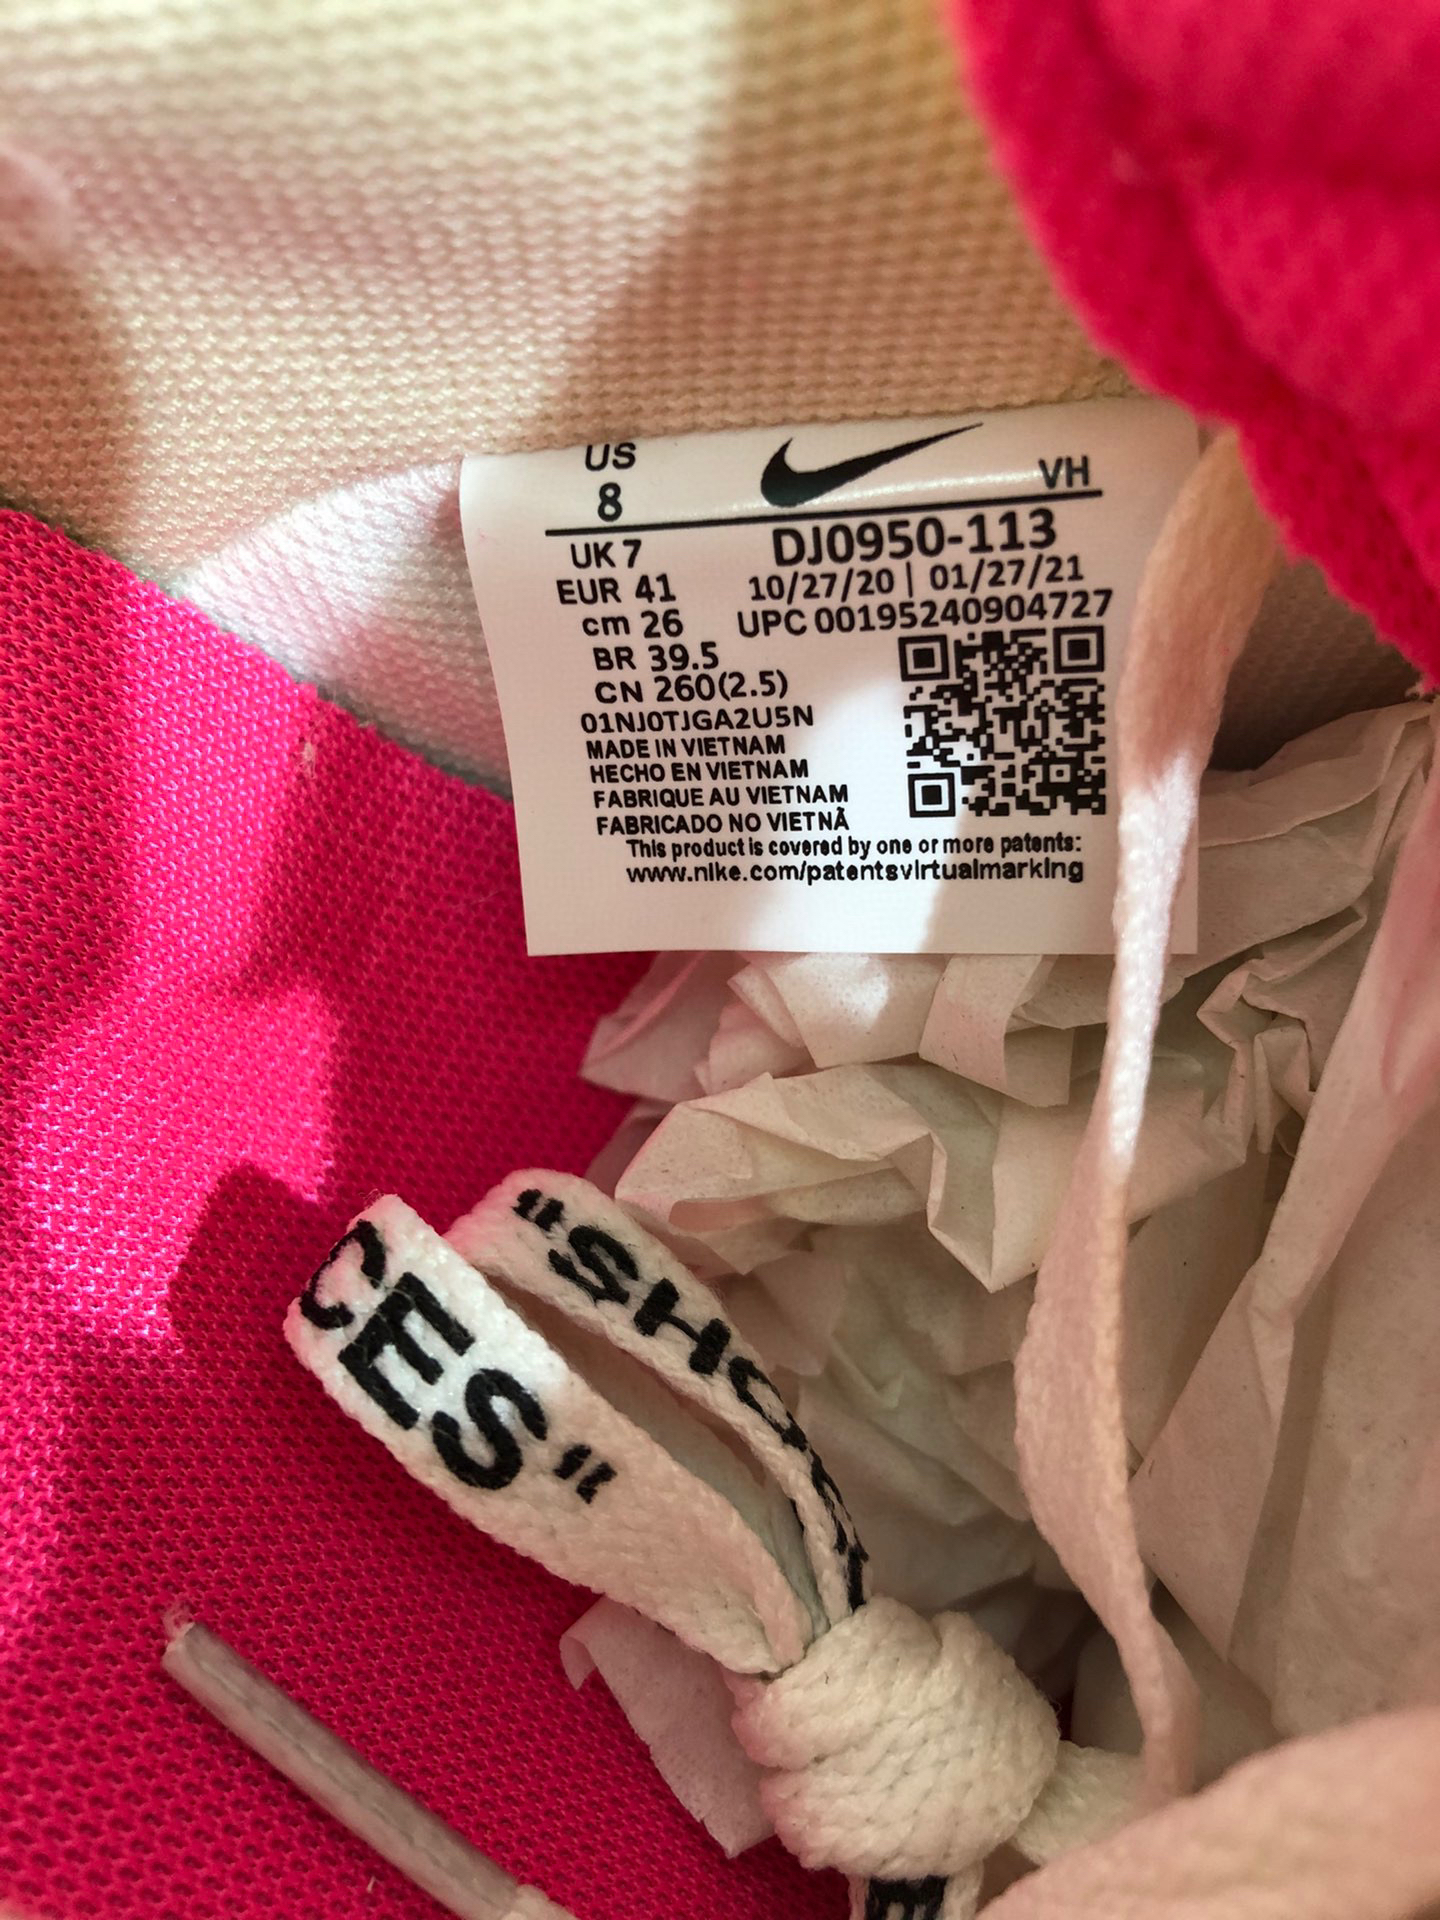 US
8
VH
UK 7
DJ0950-113
EUR 41
10/27/20 | 01/27/21
cm 26
UPC 00195240904727
BR 39.5
CN 260(2.5)
01NJ0TJGA2U5N
MADE IN VIETNAM
HECHO EN VIETNAM
FABRIQUE AU VIETNAM
FABRICADO NO VIETNÃ
This product is covered by one or more patents:
www.nike.com/patentsvirtualmarking
"SHO
CES"